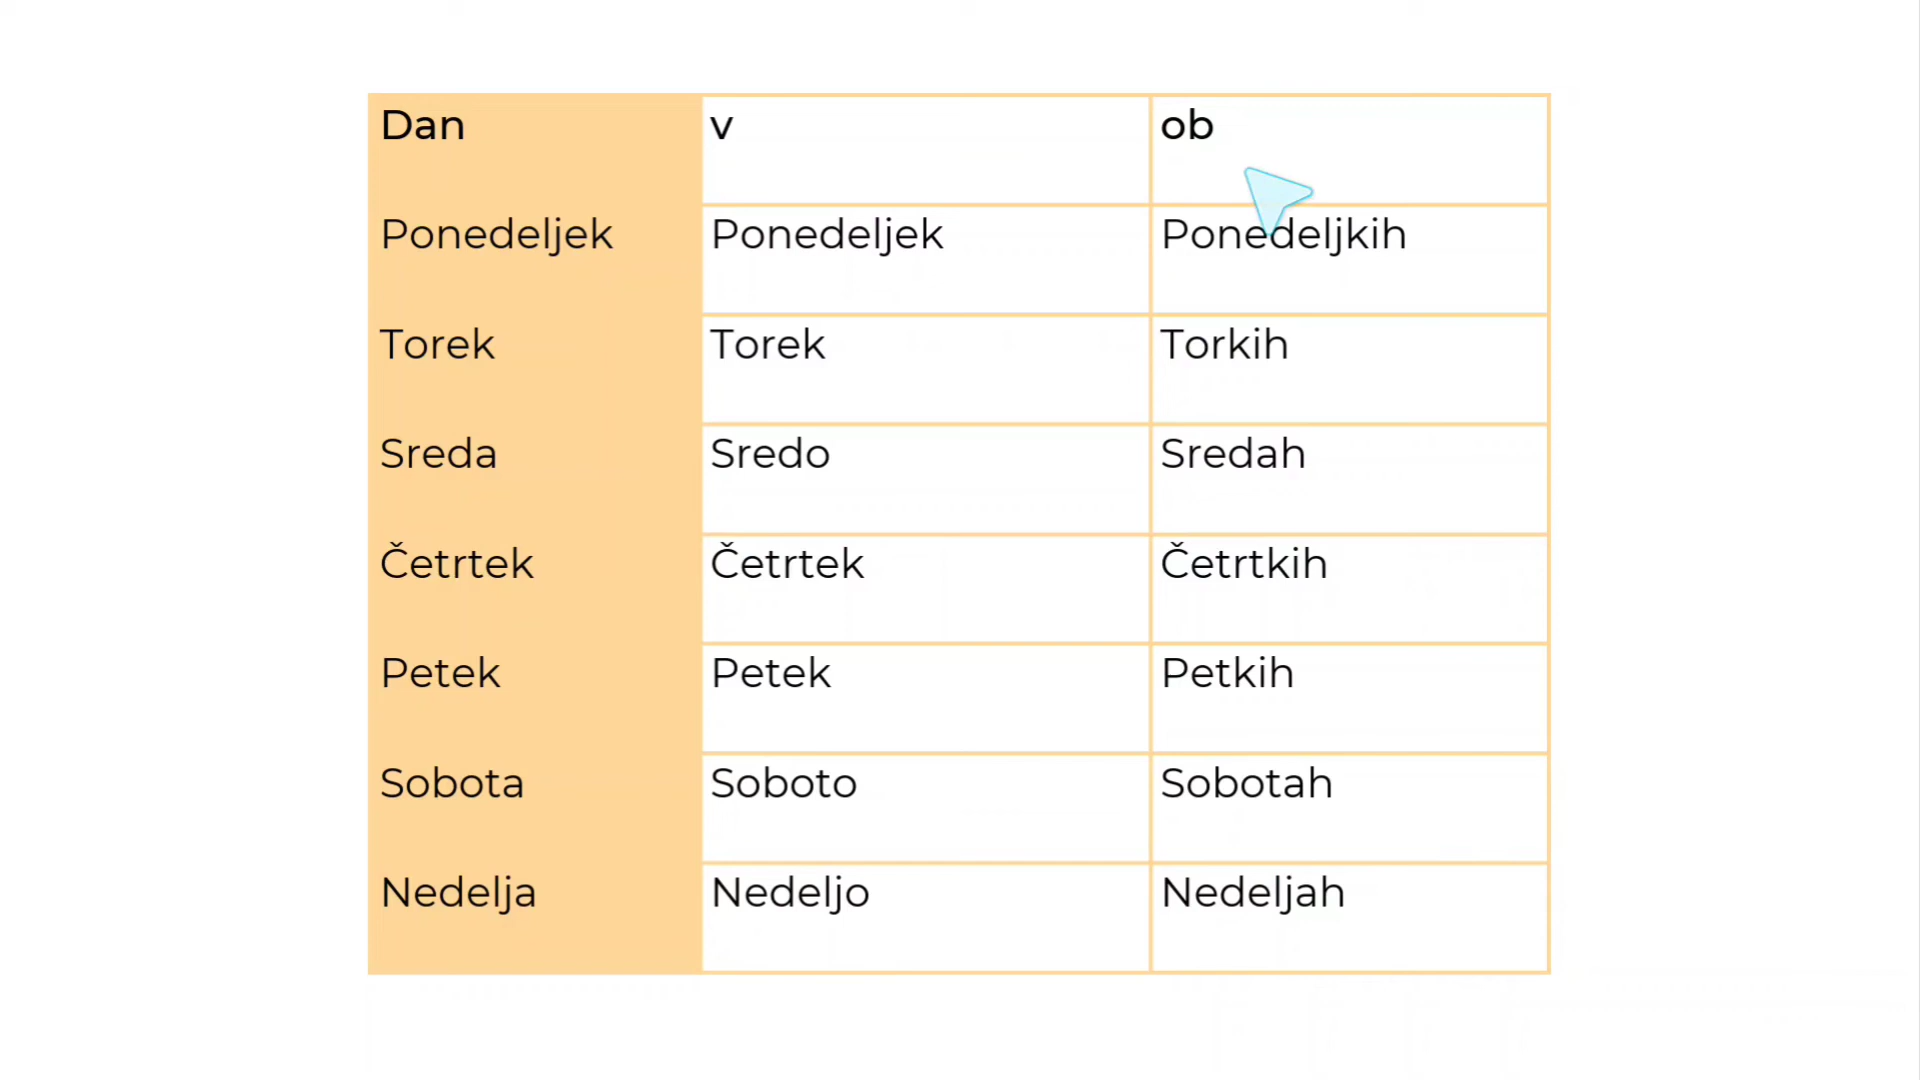 Dan v ob
Ponedeljek Ponedeljek Ponedeljkih
Torek Torek Torkih
Sreda Sredo Sredah
Četrtek Četrtek Četrtkih
Petek Petek Petkih
Sobota Soboto Sobotah
Nedelja Nedeljo Nedeljah